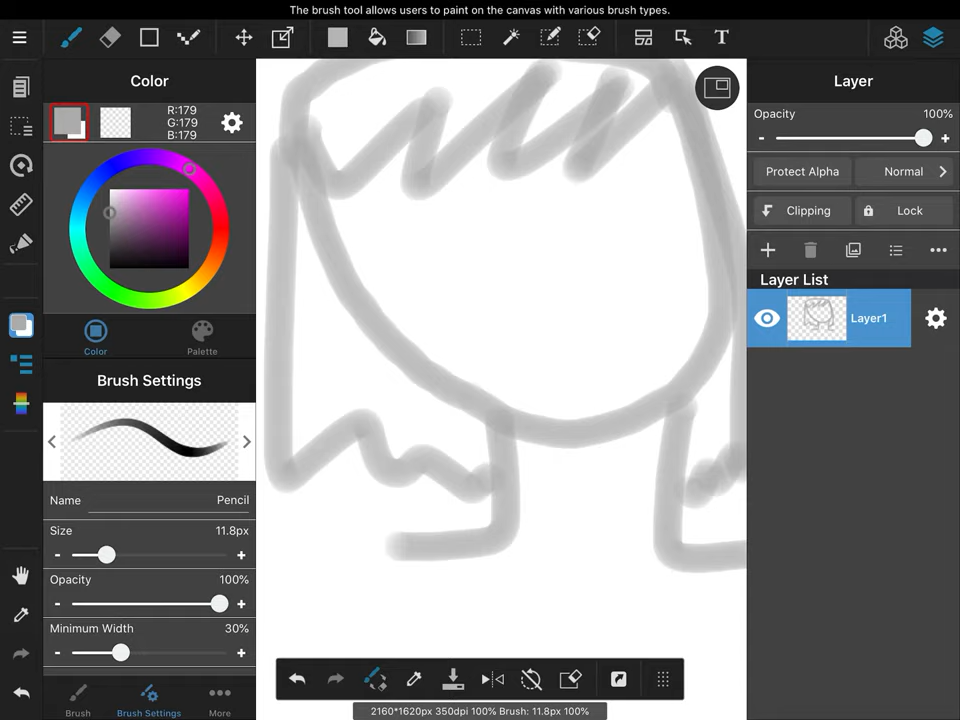 The brush tool allows users to paint on the canvas with various brush types.
T
Color
R:179
G:179
B:179
Color
Palette
Brush Settings
Name Pencil
Size 11.8px
- +
Opacity 100%
- +
Minimum Width 30%
- +
Brush
Brush Settings
More
2160*1620px 350dpi 100% Brush: 11.8px 100%
Layer
Opacity 100%
- +
Protect Alpha Normal
Clipping Lock
Layer List
Layer1